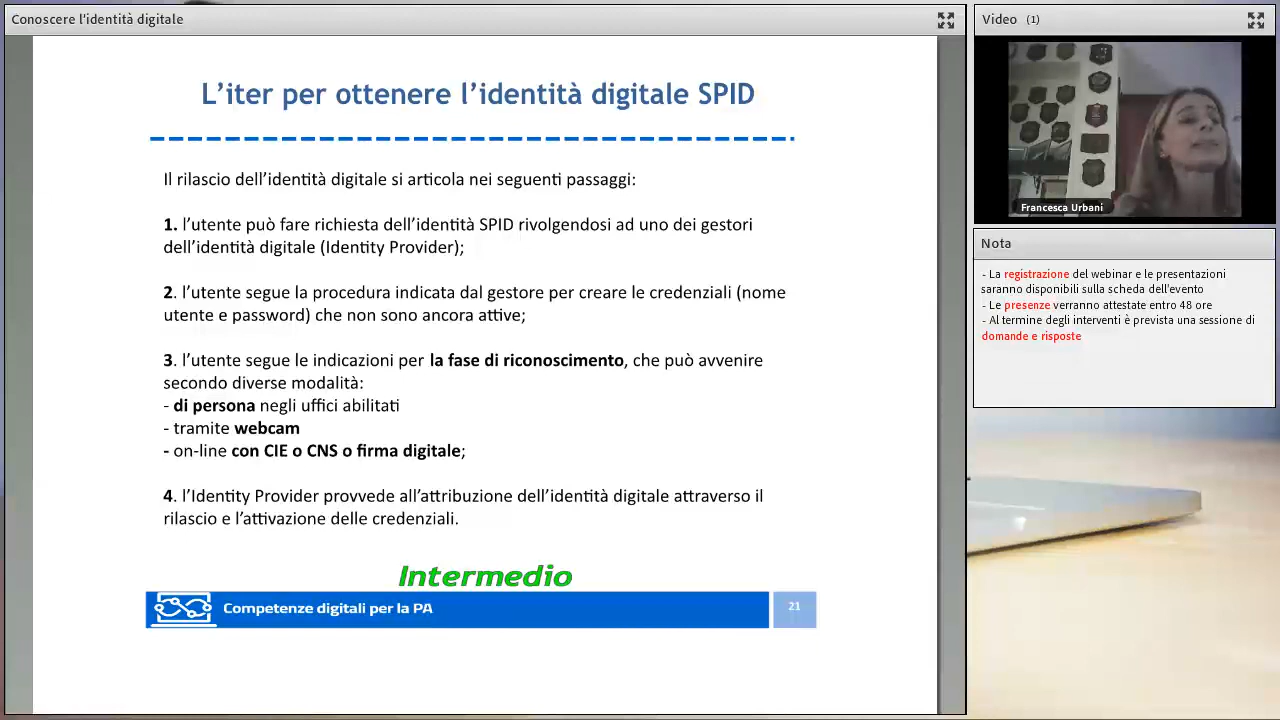 Conoscere l'identità digitale
L'iter per ottenere l'identità digitale SPID
Il rilascio dell'identità digitale si articola nei seguenti passaggi:
1. l'utente può fare richiesta dell'identità SPID rivolgendosi ad uno dei gestori
dell'identità digitale (Identity Provider);
2. l'utente segue la procedura indicata dal gestore per creare le credenziali (nome
utente e password) che non sono ancora attive;
3. l'utente segue le indicazioni per la fase di riconoscimento, che può avvenire
secondo diverse modalità:
- di persona negli uffici abilitati
- tramite webcam
- on-line con CIE o CNS o firma digitale;
4. l'Identity Provider provvede all'attribuzione dell'identità digitale attraverso il
rilascio e l'attivazione delle credenziali.
Intermedio
Competenze digitali per la PA
21
Video (1)
Francesca Urbani
Nota
- La registrazione del webinar e le presentazioni
saranno disponibili sulla scheda dell'evento
- Le presenze verranno attestate entro 48 ore
- Al termine degli interventi è prevista una sessione di
domande e risposte